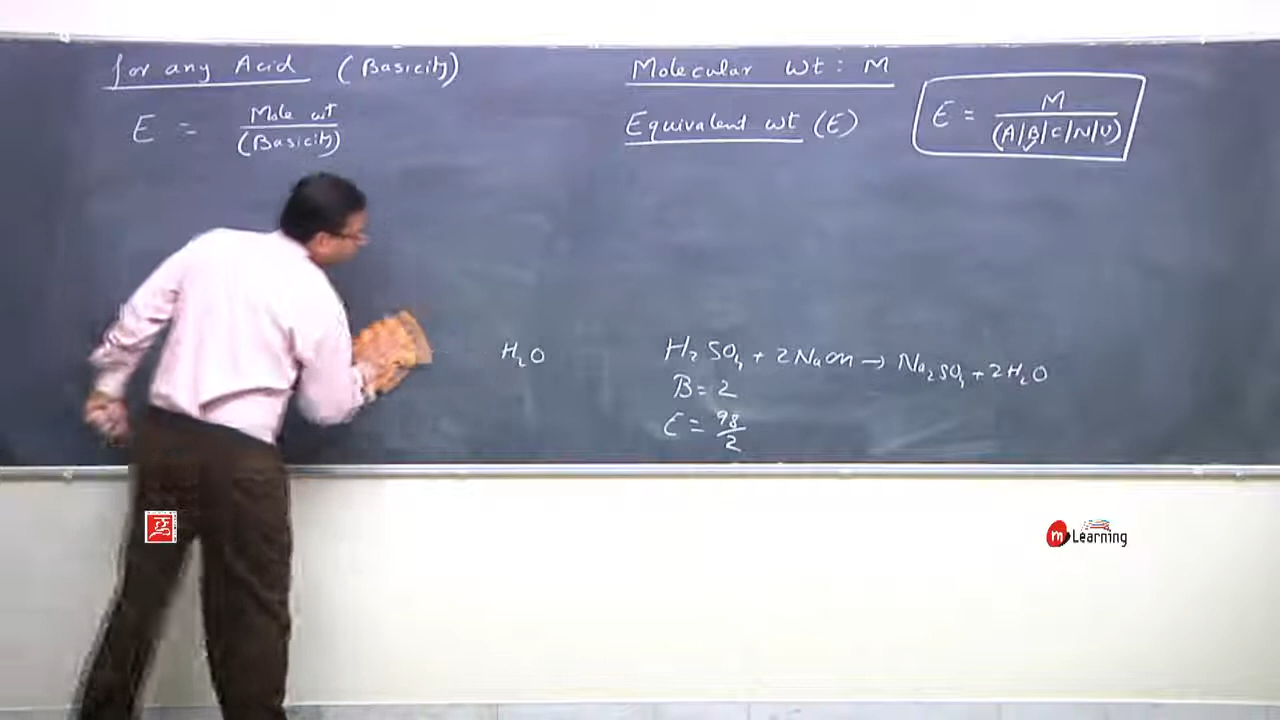 for any Acid (Basicity)
E = Mole wt / (Basicity)
Molecular wt : M
Equivalent wt (E)
E = M / (A|B|C|N|U)
H₂O
H₂SO₄ + 2NaOH → Na₂SO₄ + 2H₂O
B = 2
E = 98/2
m Learning